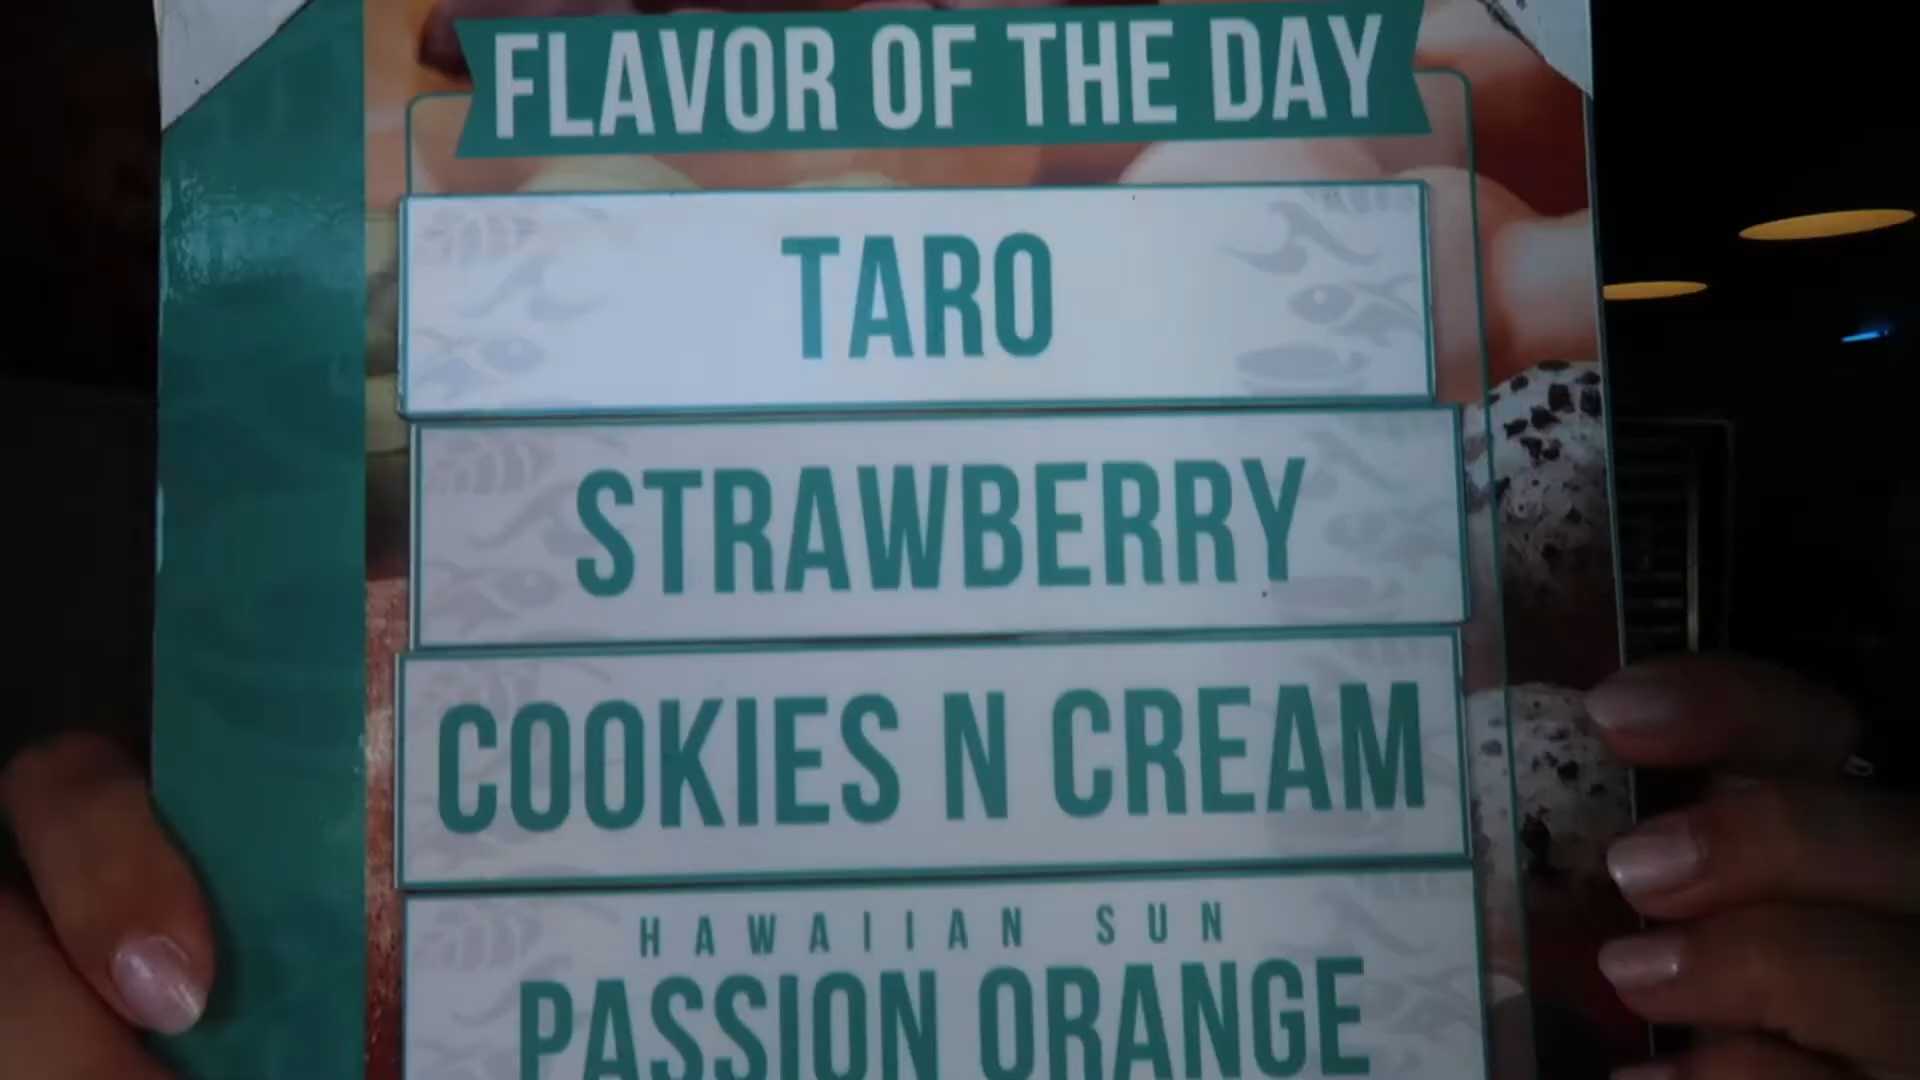 FLAVOR OF THE DAY
TARO
STRAWBERRY
COOKIES N CREAM
HAWAIIAN SUN
PASSION ORANGE